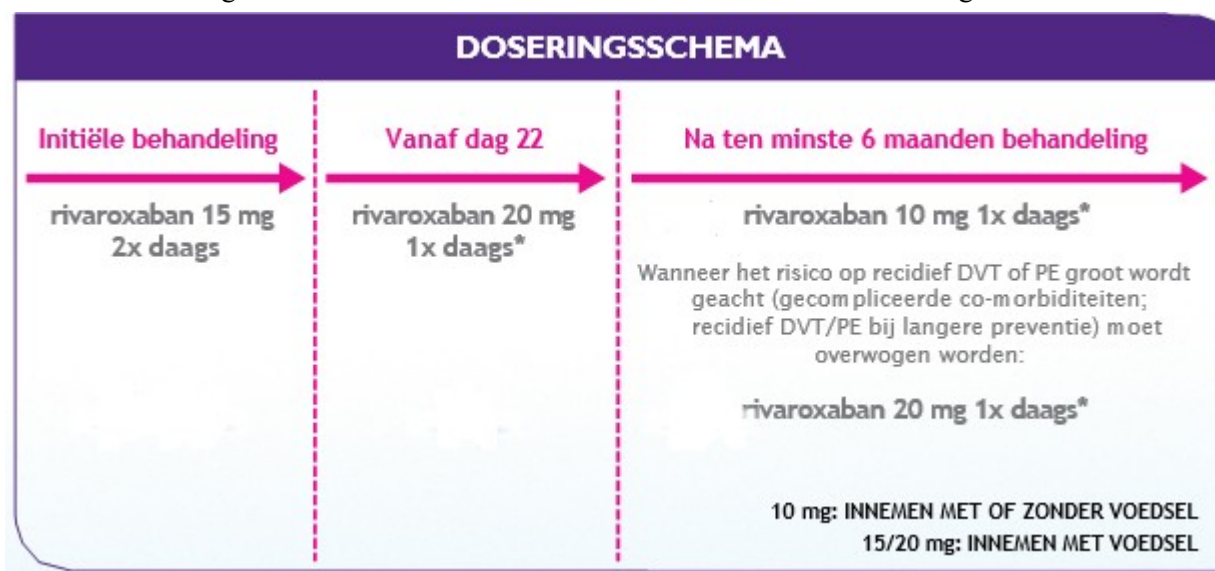 DOSERINGSSCHEMA
Initiële behandeling
rivaroxaban 15 mg
2x daags
Vanaf dag 22
rivaroxaban 20 mg
1x daags*
Na ten minste 6 maanden behandeling
rivaroxaban 10 mg 1x daags*
Wanneer het risico op recidief DVT of PE groot wordt
geacht (gecompliceerde co-morbiditeiten;
recidief DVT/PE bij langere preventie) moet
overwogen worden:
rivaroxaban 20 mg 1x daags*
10 mg: INNEMEN MET OF ZONDER VOEDSEL
15/20 mg: INNEMEN MET VOEDSEL